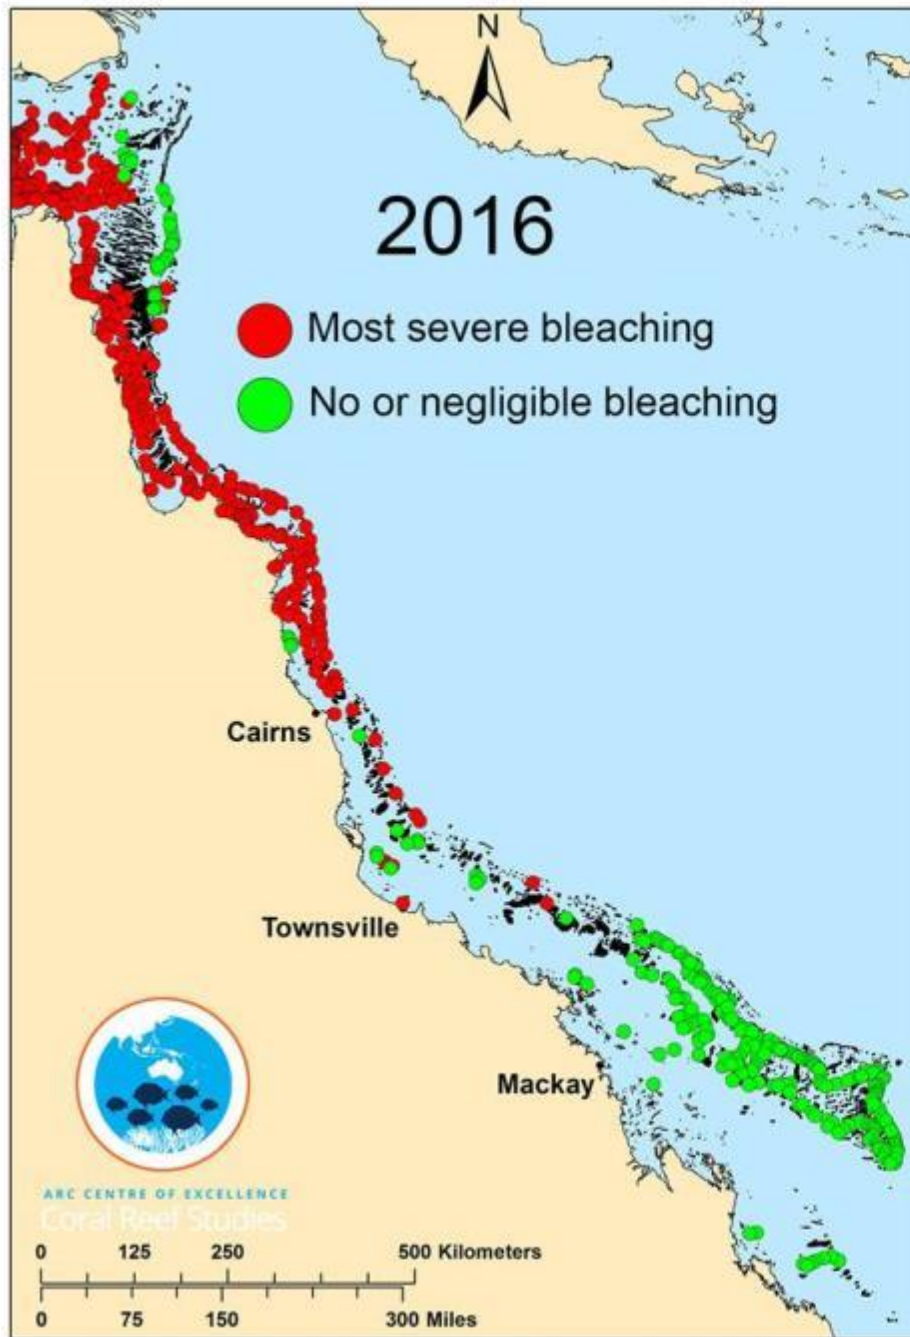 N
2016
Most severe bleaching
No or negligible bleaching
Cairns
Townsville
Mackay
ARC CENTRE OF EXCELLENCE
Coral Reef Studies
0 125 250 500 Kilometers
0 75 150 300 Miles